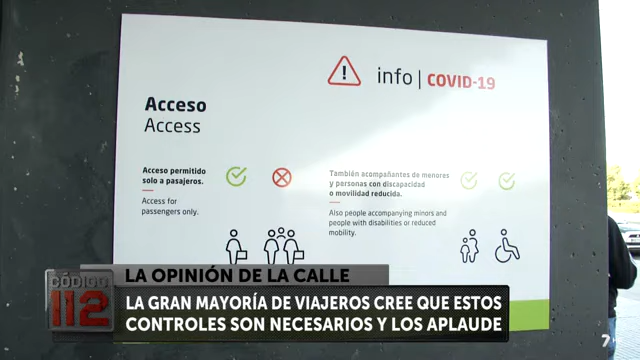 info | COVID-19
Acceso
Access
Acceso permitido
solo a pasajeros.
Access for
passengers only.
También acompañantes de menores
y personas con discapacidad
o movilidad reducida.
Also people accompanying minors and
people with disabilities or reduced
mobility.
CÓDIGO
112
LA OPINIÓN DE LA CALLE
LA GRAN MAYORÍA DE VIAJEROS CREE QUE ESTOS
CONTROLES SON NECESARIOS Y LOS APLAUDE
7